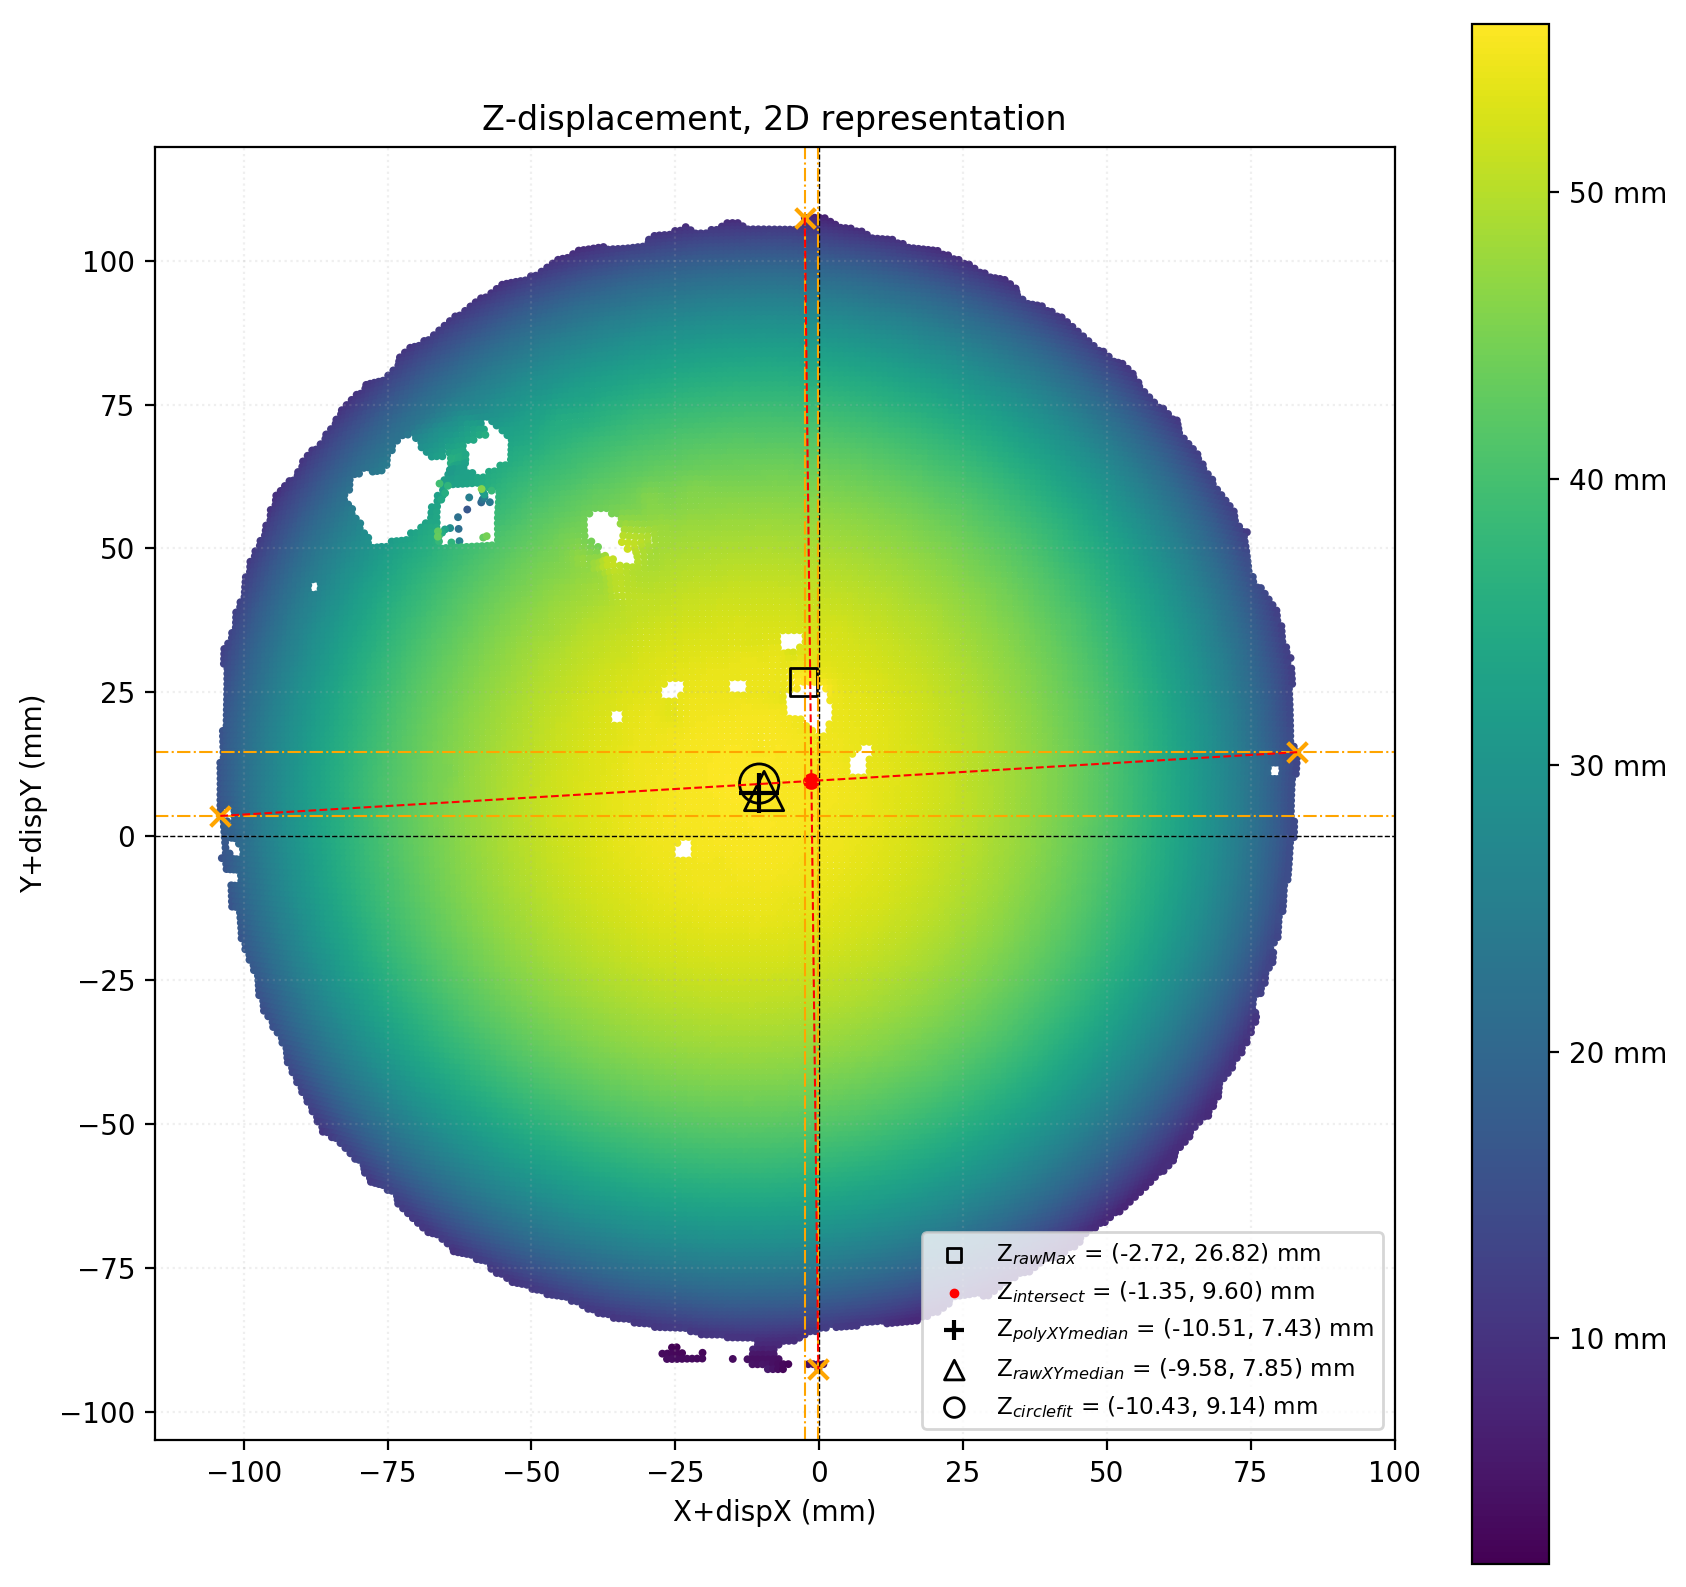 Z-displacement, 2D representation
50 mm
40 mm
30 mm
20 mm
10 mm
100
75
50
25
0
−25
−50
−75
−100
Y+dispY (mm)
−100
−75
−50
−25
0
25
50
75
100
X+dispX (mm)
ZrawMax = (-2.72, 26.82) mm
Zintersect = (-1.35, 9.60) mm
ZpolyXYmedian = (-10.51, 7.43) mm
ZrawXYmedian = (-9.58, 7.85) mm
Zcirclefit = (-10.43, 9.14) mm